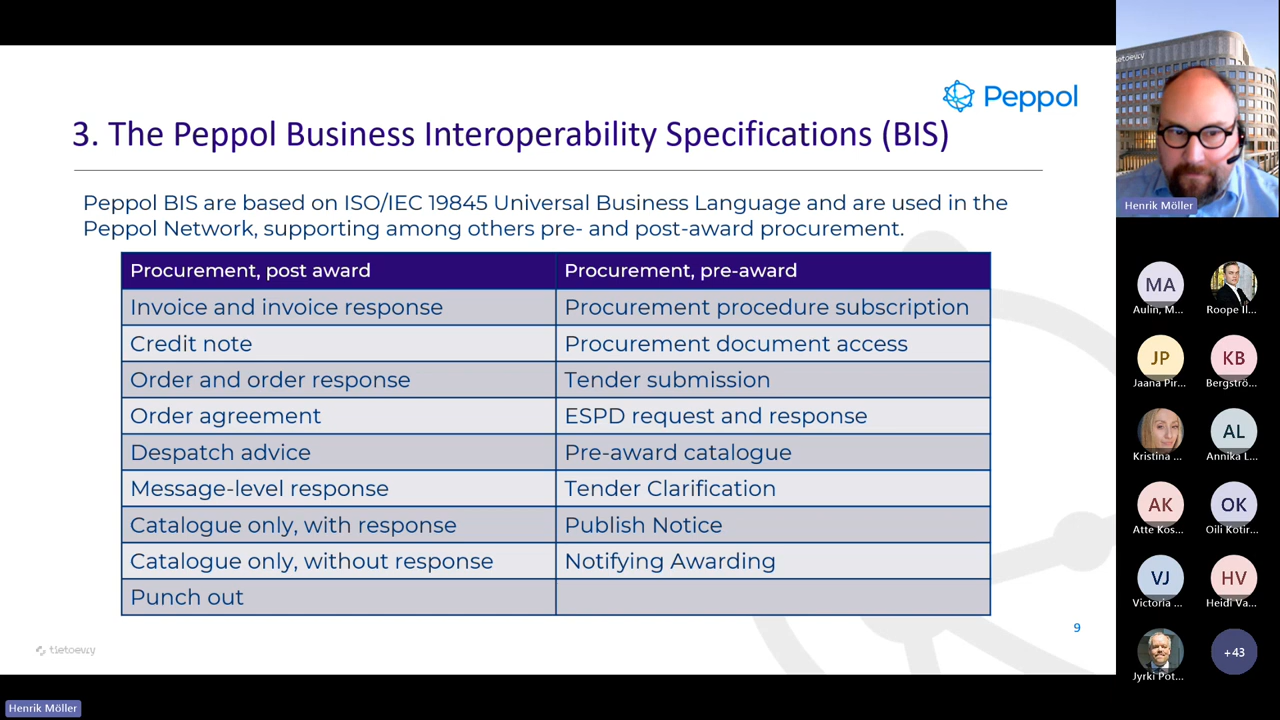 Peppol
3. The Peppol Business Interoperability Specifications (BIS)
Peppol BIS are based on ISO/IEC 19845 Universal Business Language and are used in the
Peppol Network, supporting among others pre- and post-award procurement.
Procurement, post award
Procurement, pre-award
Invoice and invoice response
Procurement procedure subscription
Credit note
Procurement document access
Order and order response
Tender submission
Order agreement
ESPD request and response
Despatch advice
Pre-award catalogue
Message-level response
Tender Clarification
Catalogue only, with response
Publish Notice
Catalogue only, without response
Notifying Awarding
Punch out
9
tietoevry
Henrik Möller
tietoevry
Henrik Möller
MA
Aulin, M...
Roope Il...
JP
Jaana Pir...
KB
Bergströ...
Kristina ...
AL
Annika L...
AK
Atte Kos...
OK
Oili Kotir...
VJ
Victoria ...
HV
Heidi Va...
Jyrki Pot...
+43